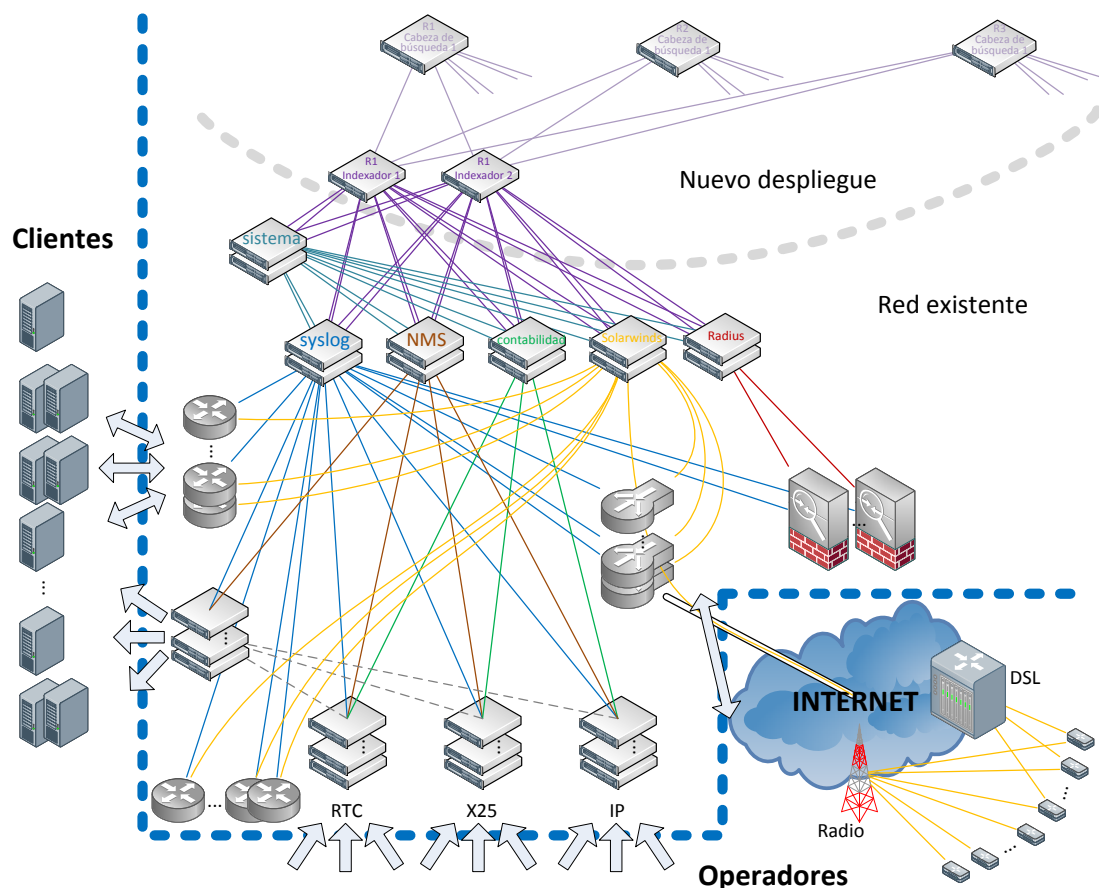 R1
Cabeza de
búsqueda 1
R2
Cabeza de
búsqueda 1
R3
Cabeza de
búsqueda 1
R1
Indexador 1
R1
Indexador 2
Nuevo despliegue
Clientes
sistema
Red existente
syslog
NMS
contabilidad
Solarwinds
Radius
INTERNET
DSL
Radio
RTC
X25
IP
Operadores